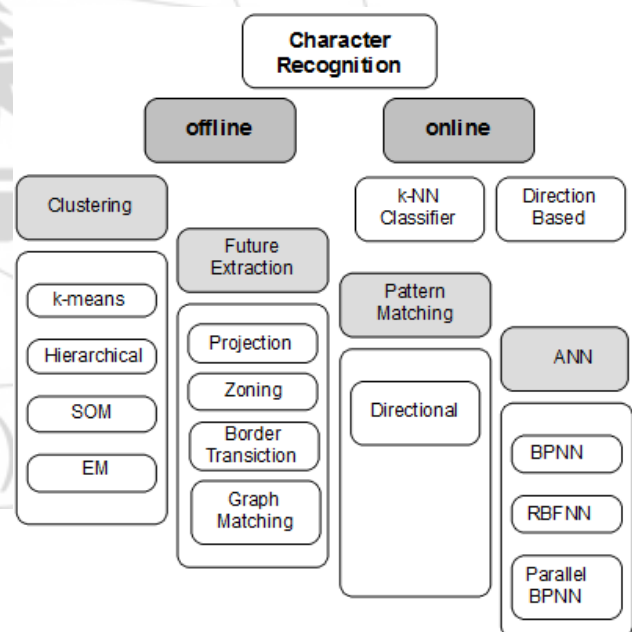 Character
Recognition
offline
online
Clustering
k-NN
Classifier
Direction
Based
Future
Extraction
Pattern
Matching
ANN
k-means
Hierarchical
SOM
EM
Projection
Zoning
Border
Transiction
Graph
Matching
Directional
BPNN
RBFNN
Parallel
BPNN